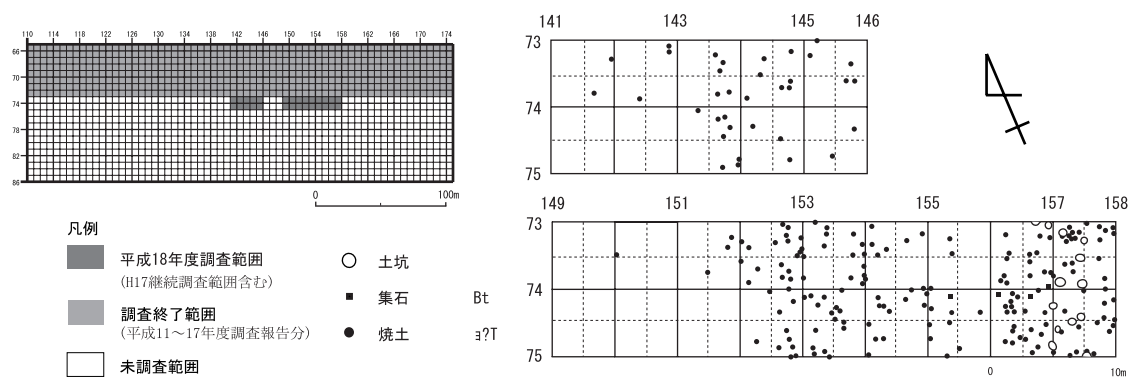 110 114 118 122 126 130 134 138 142 146 150 154 158 162 166 170 174
66
70
74
78
82
86
0 100m
凡例
平成18年度調査範囲
(H17継続調査範囲含む)
調査終了範囲
(平成11～17年度調査報告分)
未調査範囲
土坑
集石 Bt
焼土 ｮ?T
141 143 145 146
73
74
75
149 151 153 155 157 158
73
74
75
0 10m